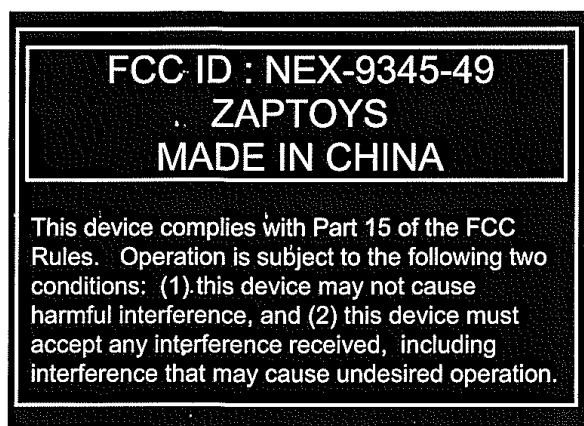 FCC ID : NEX-9345-49
ZAPTOYS
MADE IN CHINA
This device complies with Part 15 of the FCC
Rules. Operation is subject to the following two
conditions: (1) this device may not cause
harmful interference, and (2) this device must
accept any interference received, including
interference that may cause undesired operation.